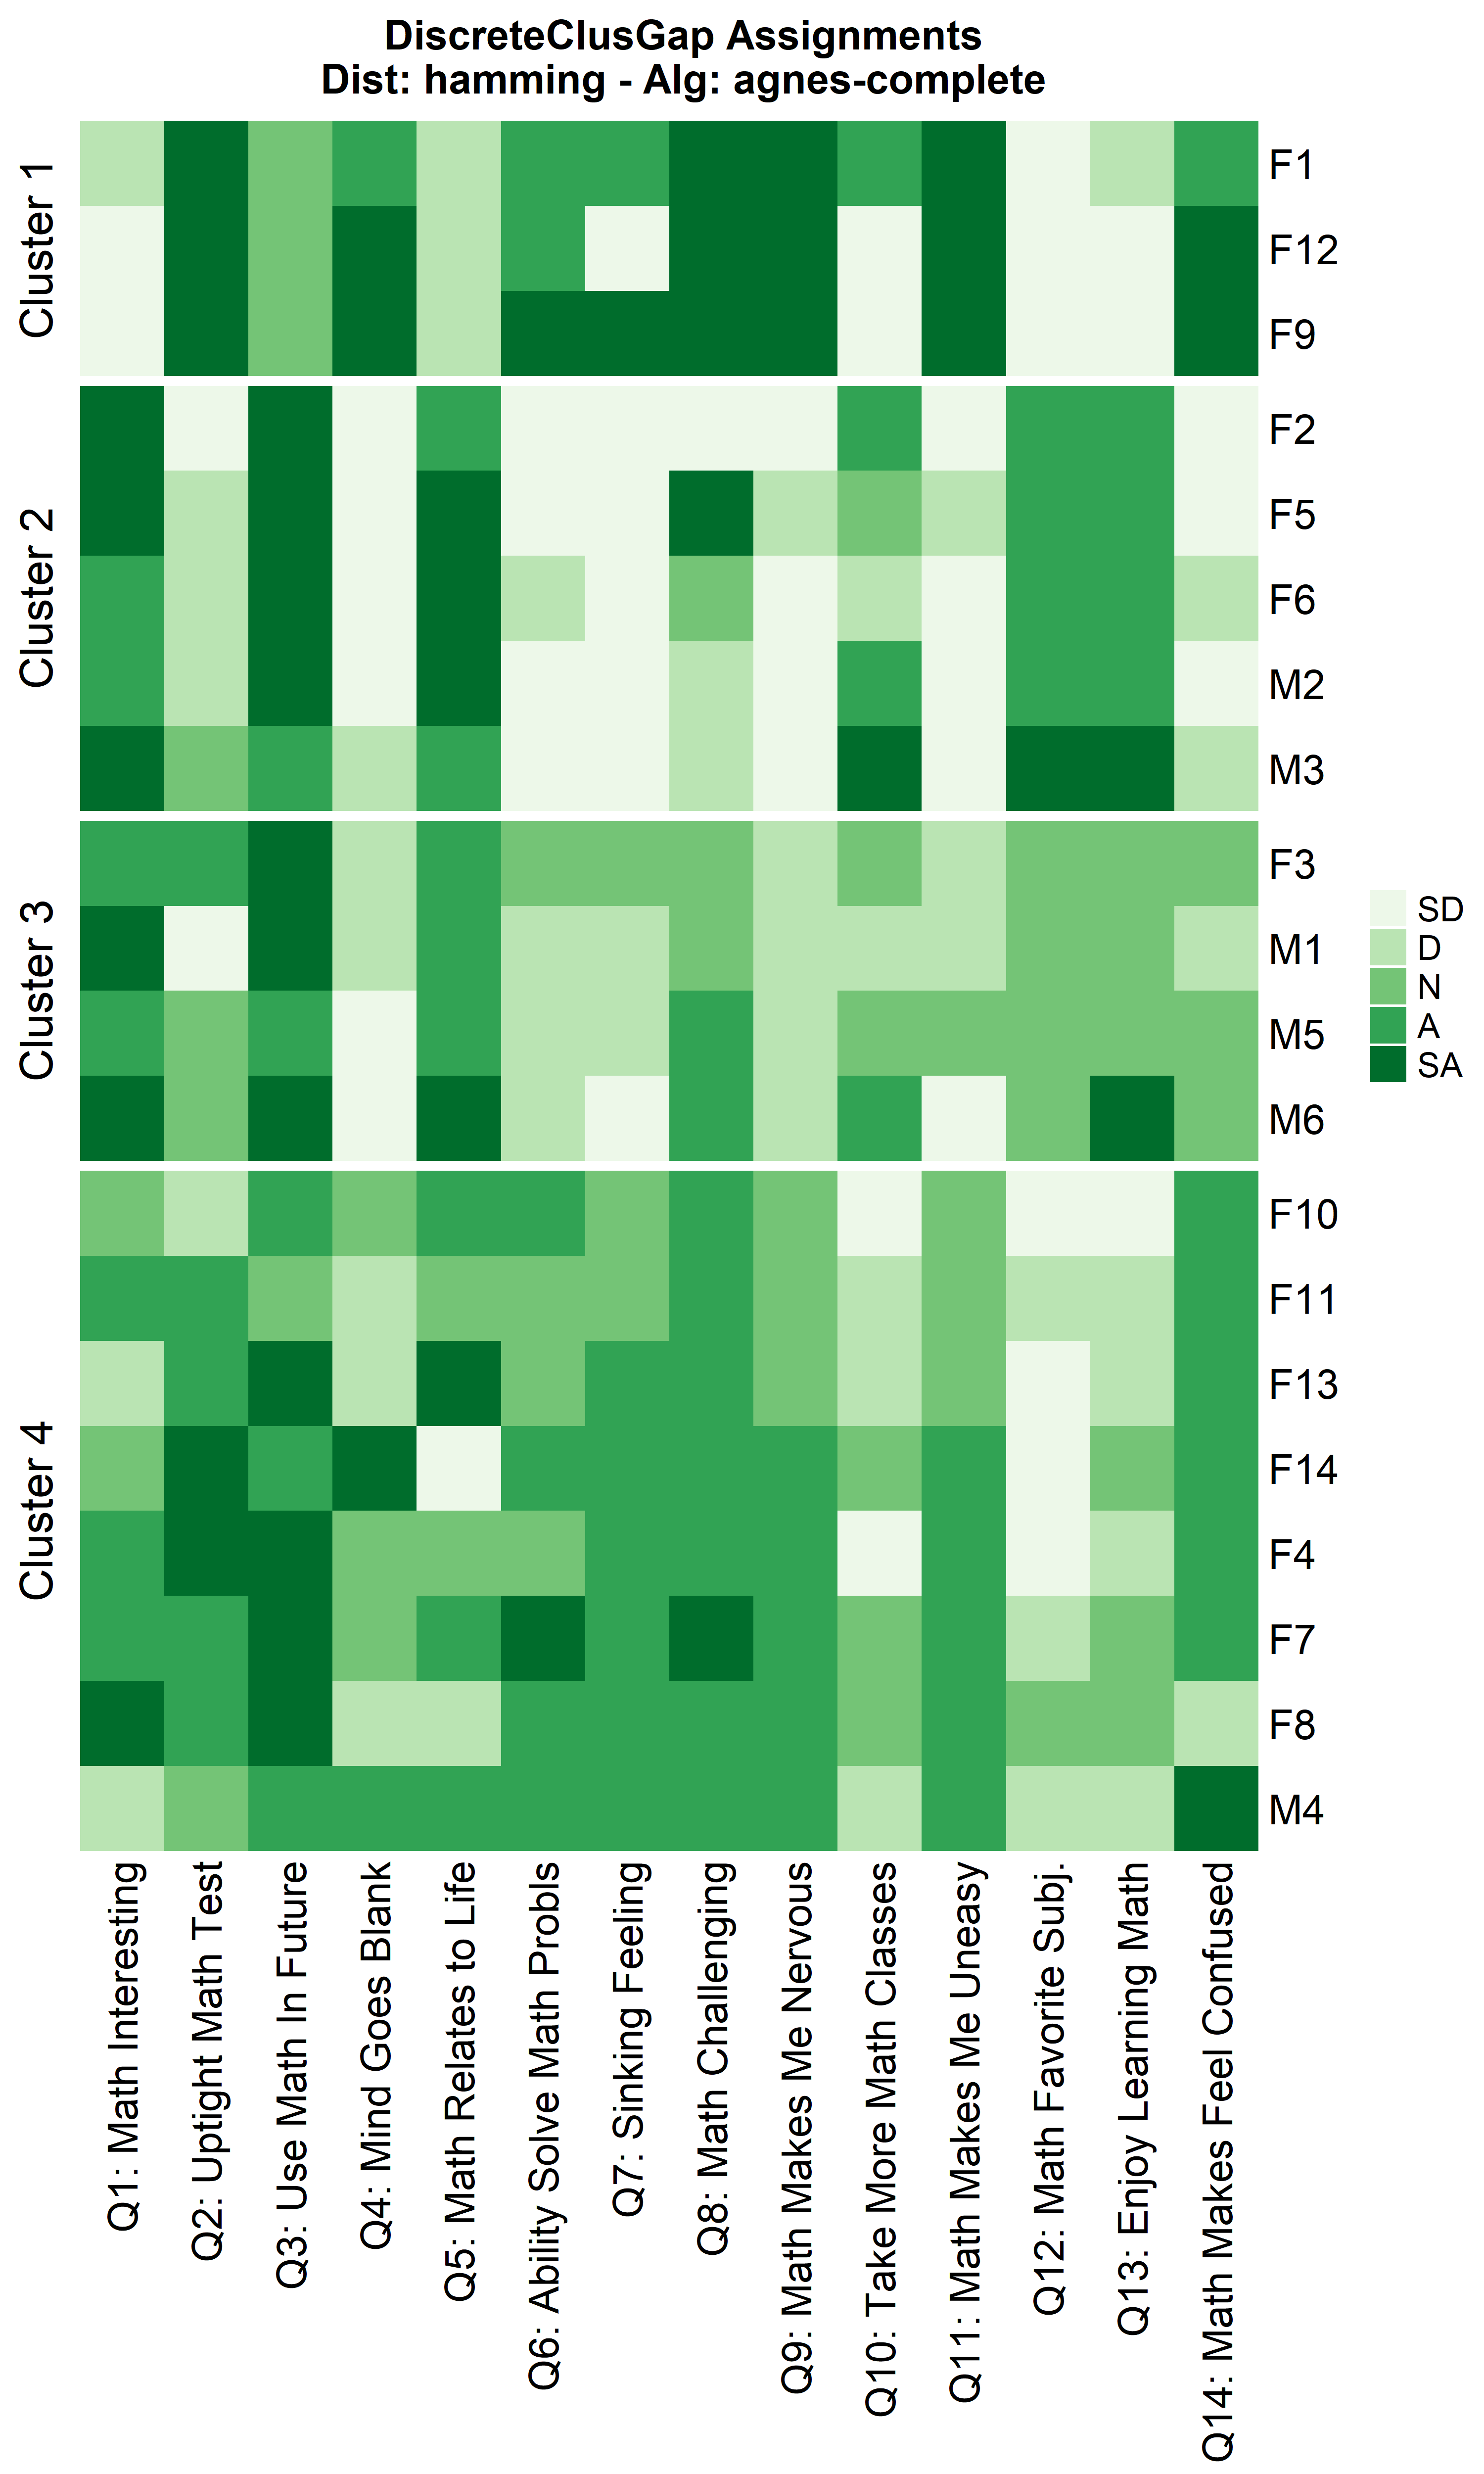 DiscreteClusGap Assignments
Dist: hamming - Alg: agnes-complete
Cluster 1
F1
F12
F9
Cluster 2
F2
F5
F6
M2
M3
Cluster 3
F3
M1
M5
M6
Cluster 4
F10
F11
F13
F14
F4
F7
F8
M4
SD
D
N
A
SA
Q1: Math Interesting
Q2: Uptight Math Test
Q3: Use Math In Future
Q4: Mind Goes Blank
Q5: Math Relates to Life
Q6: Ability Solve Math Probls
Q7: Sinking Feeling
Q8: Math Challenging
Q9: Math Makes Me Nervous
Q10: Take More Math Classes
Q11: Math Makes Me Uneasy
Q12: Math Favorite Subj.
Q13: Enjoy Learning Math
Q14: Math Makes Feel Confused